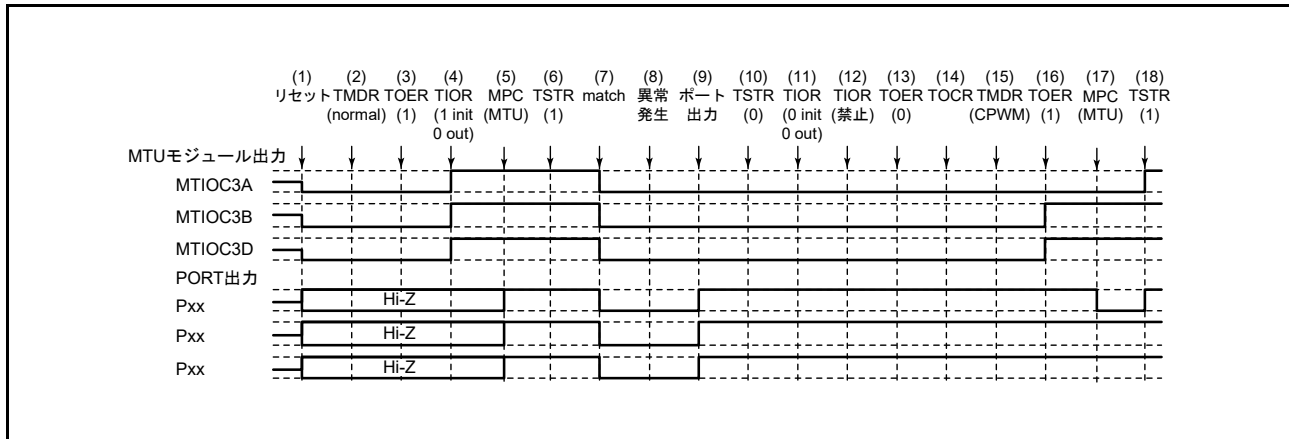 (1) (2) (3) (4) (5) (6) (7) (8) (9) (10) (11) (12) (13) (14) (15) (16) (17) (18)
リセット TMDR TOER TIOR MPC TSTR match 異常 ポート TSTR TIOR TIOR TOER TOCR TMDR TOER MPC TSTR
(normal) (1) (1 init (MTU) (1) 発生 出力 (0) (0 init (禁止) (0) (CPWM) (1) (MTU) (1)
0 out) 0 out)
MTUモジュール出力
MTIOC3A
MTIOC3B
MTIOC3D
PORT出力
Pxx Hi-Z
Pxx Hi-Z
Pxx Hi-Z